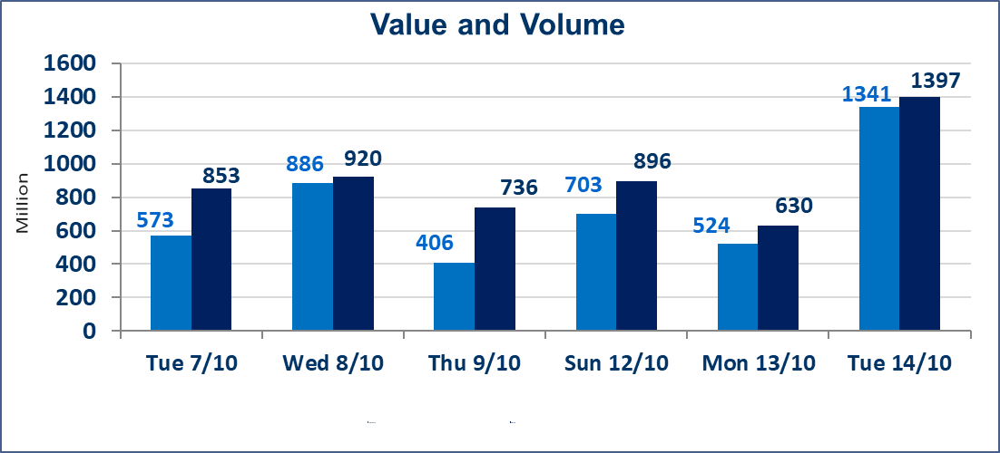 Value and Volume
1600
1400
1200
1000
800
600
400
200
0
Million
573
853
886
920
406
736
703
896
524
630
1341
1397
Tue 7/10
Wed 8/10
Thu 9/10
Sun 12/10
Mon 13/10
Tue 14/10